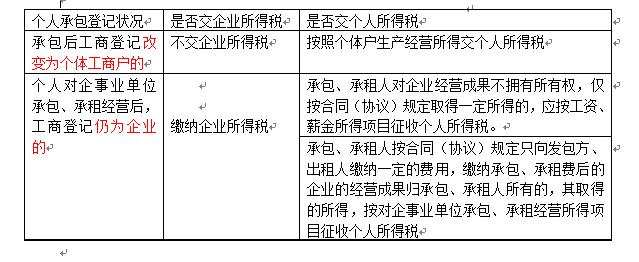 个人承包登记状况 是否交企业所得税 是否交个人所得税
承包后工商登记改 不交企业所得税 按照个体户生产经营所得交个人所得税
变为个体工商户的
个人对企事业单位
承包、承租经营后，
工商登记仍为企业
的
缴纳企业所得税
承包、承租人对企业经营成果不拥有所有权，仅
按合同（协议）规定取得一定所得的，应按工资、
薪金所得项目征收个人所得税。
承包、承租人按合同（协议）规定只向发包方、
出租人缴纳一定的费用，缴纳承包、承租费后的
企业的经营成果归承包、承租人所有的，其取得
的所得，按对企事业单位承包、承租经营所得项
目征收个人所得税